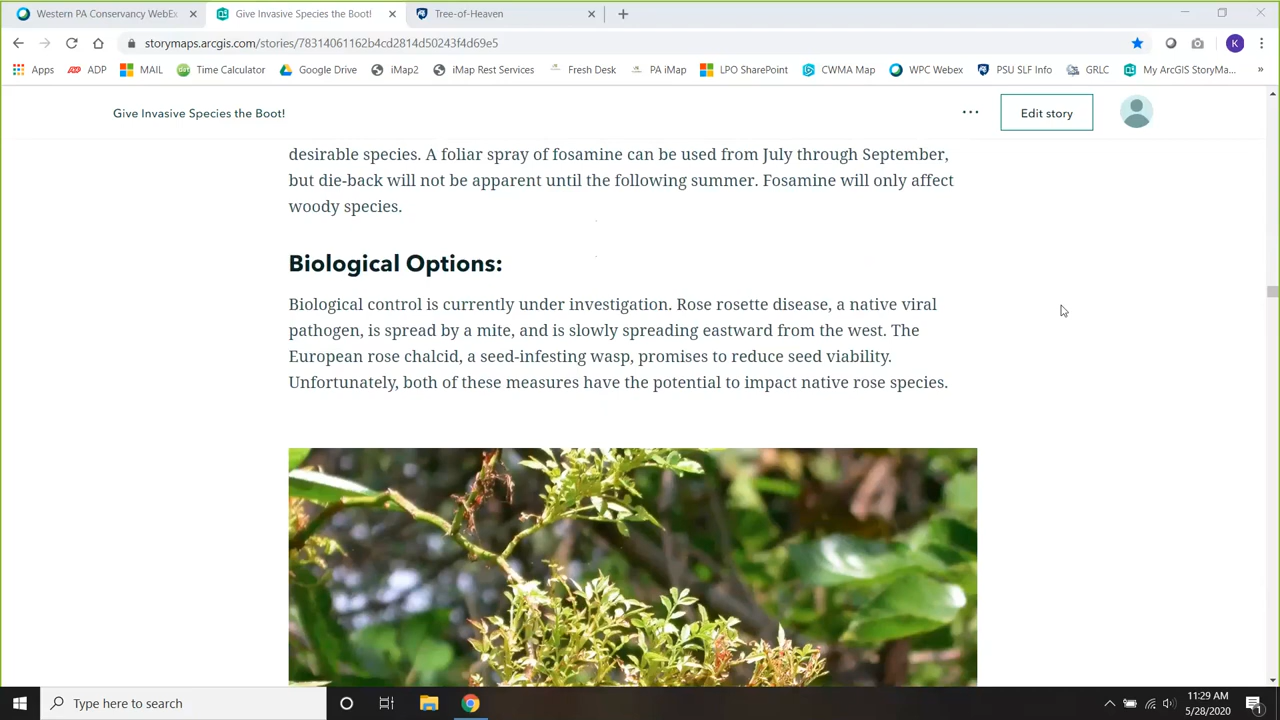 Western PA Conservancy WebEx
Give Invasive Species the Boot!
Tree-of-Heaven
storymaps.arcgis.com/stories/78314061162b4cd2814d50243f4d69e5
K
Apps
ADP
MAIL
Time Calculator
Google Drive
iMap2
iMap Rest Services
Fresh Desk
PA iMap
LPO SharePoint
CWMA Map
WPC Webex
PSU SLF Info
GRLC
My ArcGIS StoryMa...
Give Invasive Species the Boot!
Edit story
desirable species. A foliar spray of fosamine can be used from July through September,
but die-back will not be apparent until the following summer. Fosamine will only affect
woody species.
Biological Options:
Biological control is currently under investigation. Rose rosette disease, a native viral
pathogen, is spread by a mite, and is slowly spreading eastward from the west. The
European rose chalcid, a seed-infesting wasp, promises to reduce seed viability.
Unfortunately, both of these measures have the potential to impact native rose species.
Type here to search
11:29 AM
5/28/2020
1